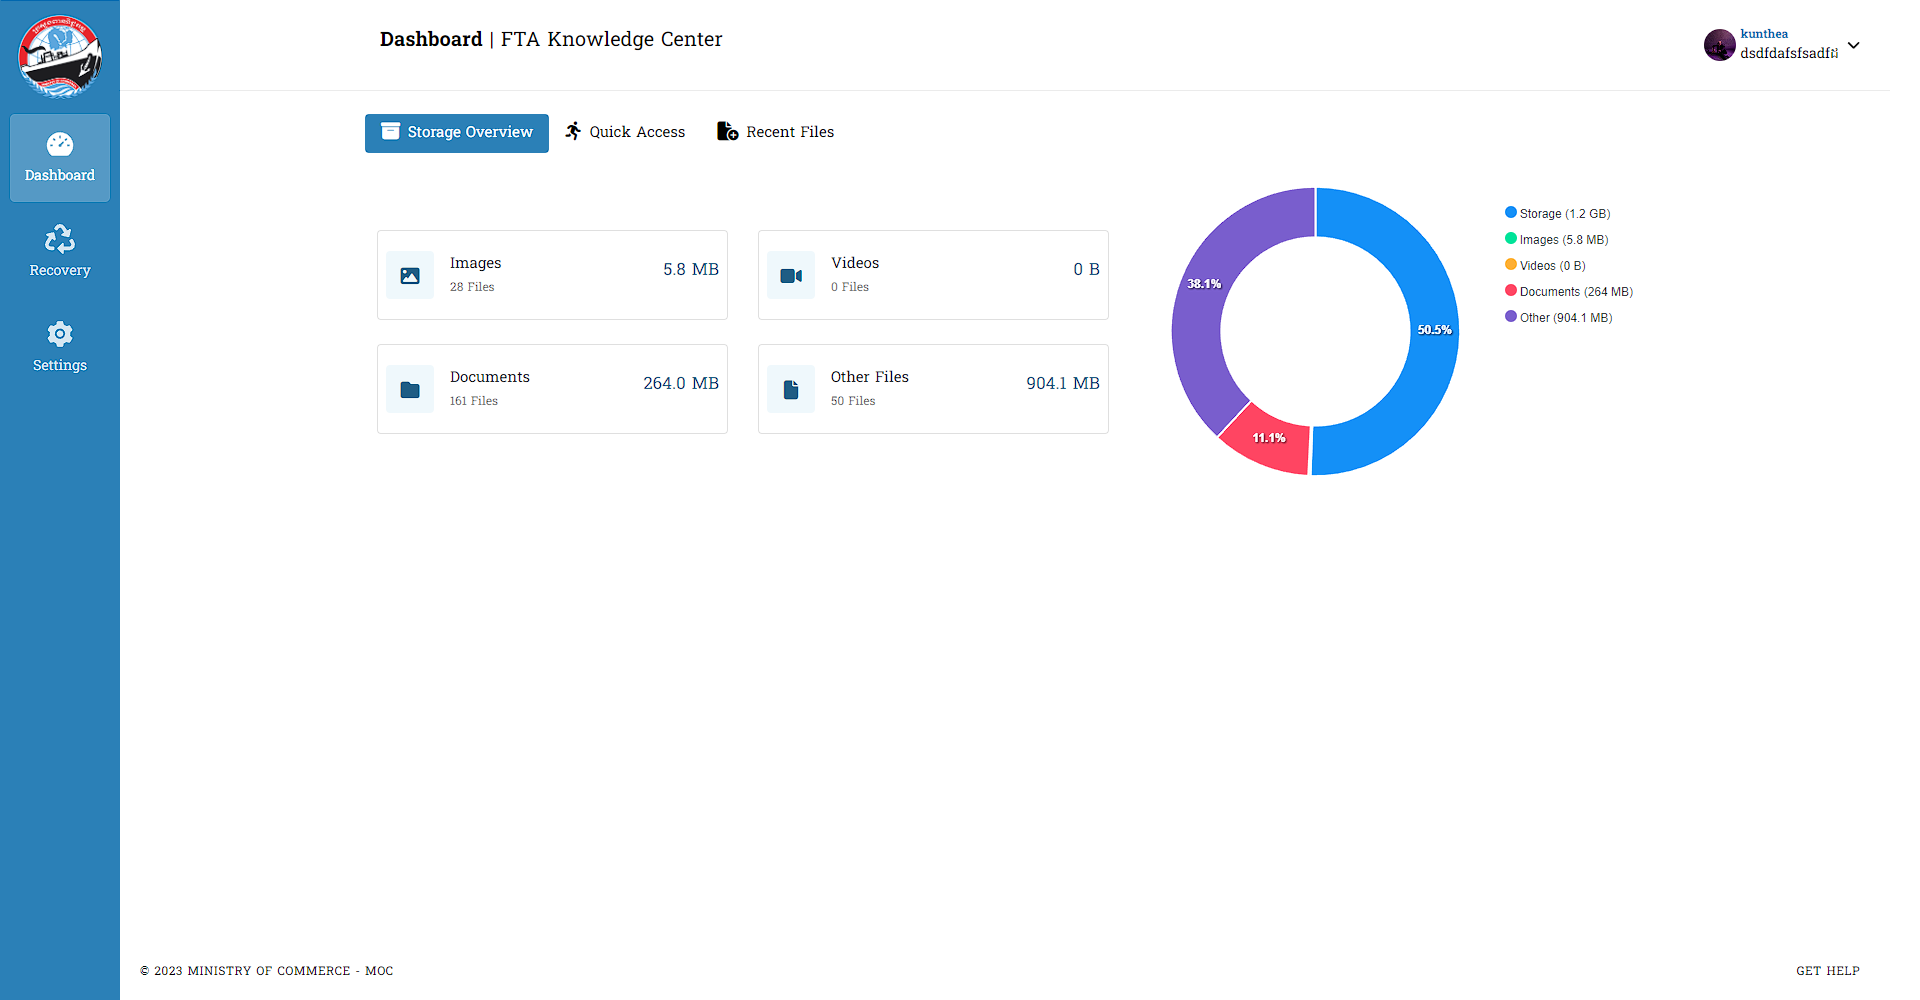 Dashboard | FTA Knowledge Center
kunthea
Dashboard
Recovery
Settings
Storage Overview
Quick Access
Recent Files
Images
28 Files
5.8 MB
Videos
0 Files
0 B
Documents
161 Files
264.0 MB
Other Files
50 Files
904.1 MB
38.1%
50.5%
11.1%
Storage (1.2 GB)
Images (5.8 MB)
Videos (0 B)
Documents (264 MB)
Other (904.1 MB)
© 2023 MINISTRY OF COMMERCE - MOC
GET HELP